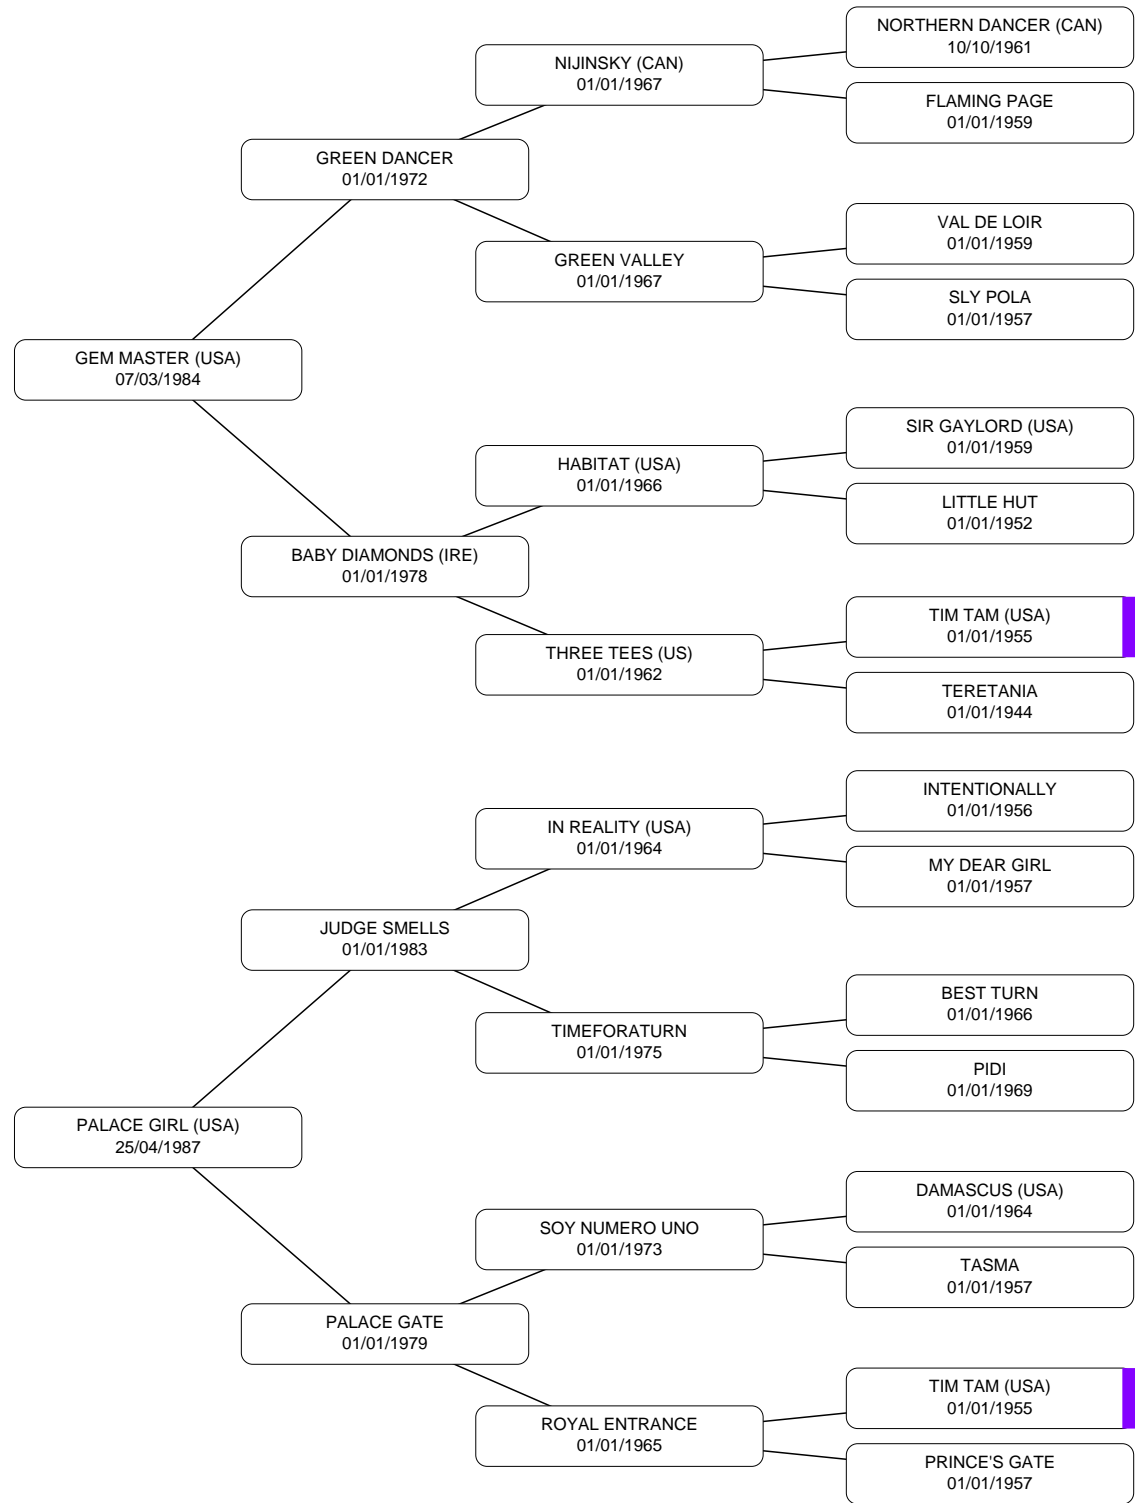 NORTHERN DANCER (CAN)
10/10/1961
NIJINSKY (CAN)
01/01/1967
FLAMING PAGE
01/01/1959
GREEN DANCER
01/01/1972
VAL DE LOIR
01/01/1959
GREEN VALLEY
01/01/1967
SLY POLA
01/01/1957
GEM MASTER (USA)
07/03/1984
SIR GAYLORD (USA)
01/01/1959
HABITAT (USA)
01/01/1966
LITTLE HUT
01/01/1952
BABY DIAMONDS (IRE)
01/01/1978
TIM TAM (USA)
01/01/1955
THREE TEES (US)
01/01/1962
TERETANIA
01/01/1944
INTENTIONALLY
01/01/1956
IN REALITY (USA)
01/01/1964
MY DEAR GIRL
01/01/1957
JUDGE SMELLS
01/01/1983
BEST TURN
01/01/1966
TIMEFORATURN
01/01/1975
PIDI
01/01/1969
PALACE GIRL (USA)
25/04/1987
DAMASCUS (USA)
01/01/1964
SOY NUMERO UNO
01/01/1973
TASMA
01/01/1957
PALACE GATE
01/01/1979
TIM TAM (USA)
01/01/1955
ROYAL ENTRANCE
01/01/1965
PRINCE'S GATE
01/01/1957